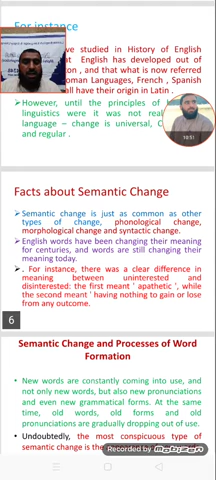 For instance
ve studied in History of English
at English has developed out of
on , and that what is now referred
oman Languages, French , Spanish
all have their origin in Latin .
➢However, until the principles of
linguistics were it was not real
language – change is universal, C
and regular .
10:51
Facts about Semantic Change
➢Semantic change is just as common as other
types of change, phonological change,
morphological change and syntactic change.
➢English words have been changing their meaning
for centuries, and words are still changing their
meaning today.
➢. For instance, there was a clear difference in
meaning between uninterested and
disinterested: the first meant 'apathetic', while
the second meant 'having nothing to gain or lose
from any outcome.
6
Semantic Change and Processes of Word
Formation
➢ New words are constantly coming into use, and
not only new words, but also new pronunciations
and even new grammatical forms. At the same
time, old words, old forms and old
pronunciations are gradually dropping out of use.
➢ Undoubtedly, the most conspicuous type of
semantic change is the
Recorded by
Mobizen